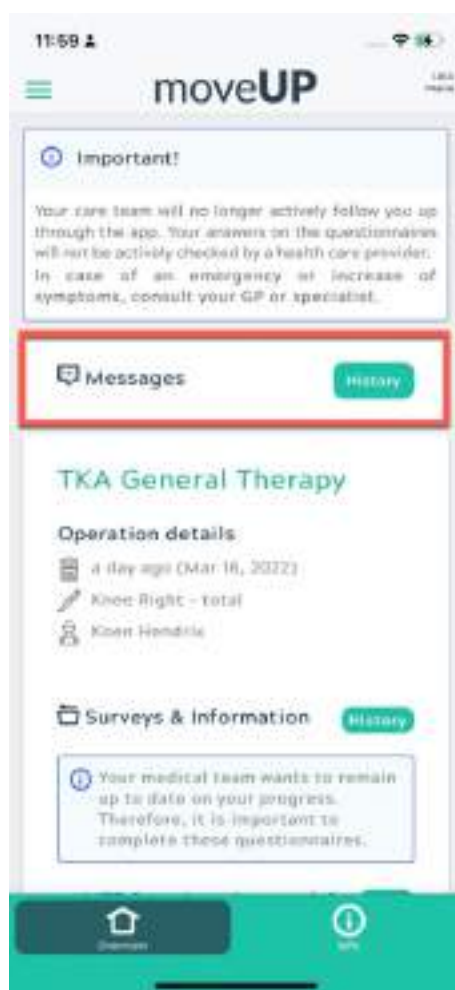 11:59
moveUP
Important!
Your care team will no longer actively follow you up
through the app. Your answers on the questionnaires
will not be actively checked by a health care provider.
In case of an emergency or increase of
symptoms, consult your GP or specialist.
Messages
History
TKA General Therapy
Operation details
a day ago (Mar 16, 2022)
Knee Right - total
Koen Hendrix
Surveys & Information
History
Your medical team wants to remain
up to date on your progress.
Therefore, it is important to
complete these questionnaires.
Overview
Info